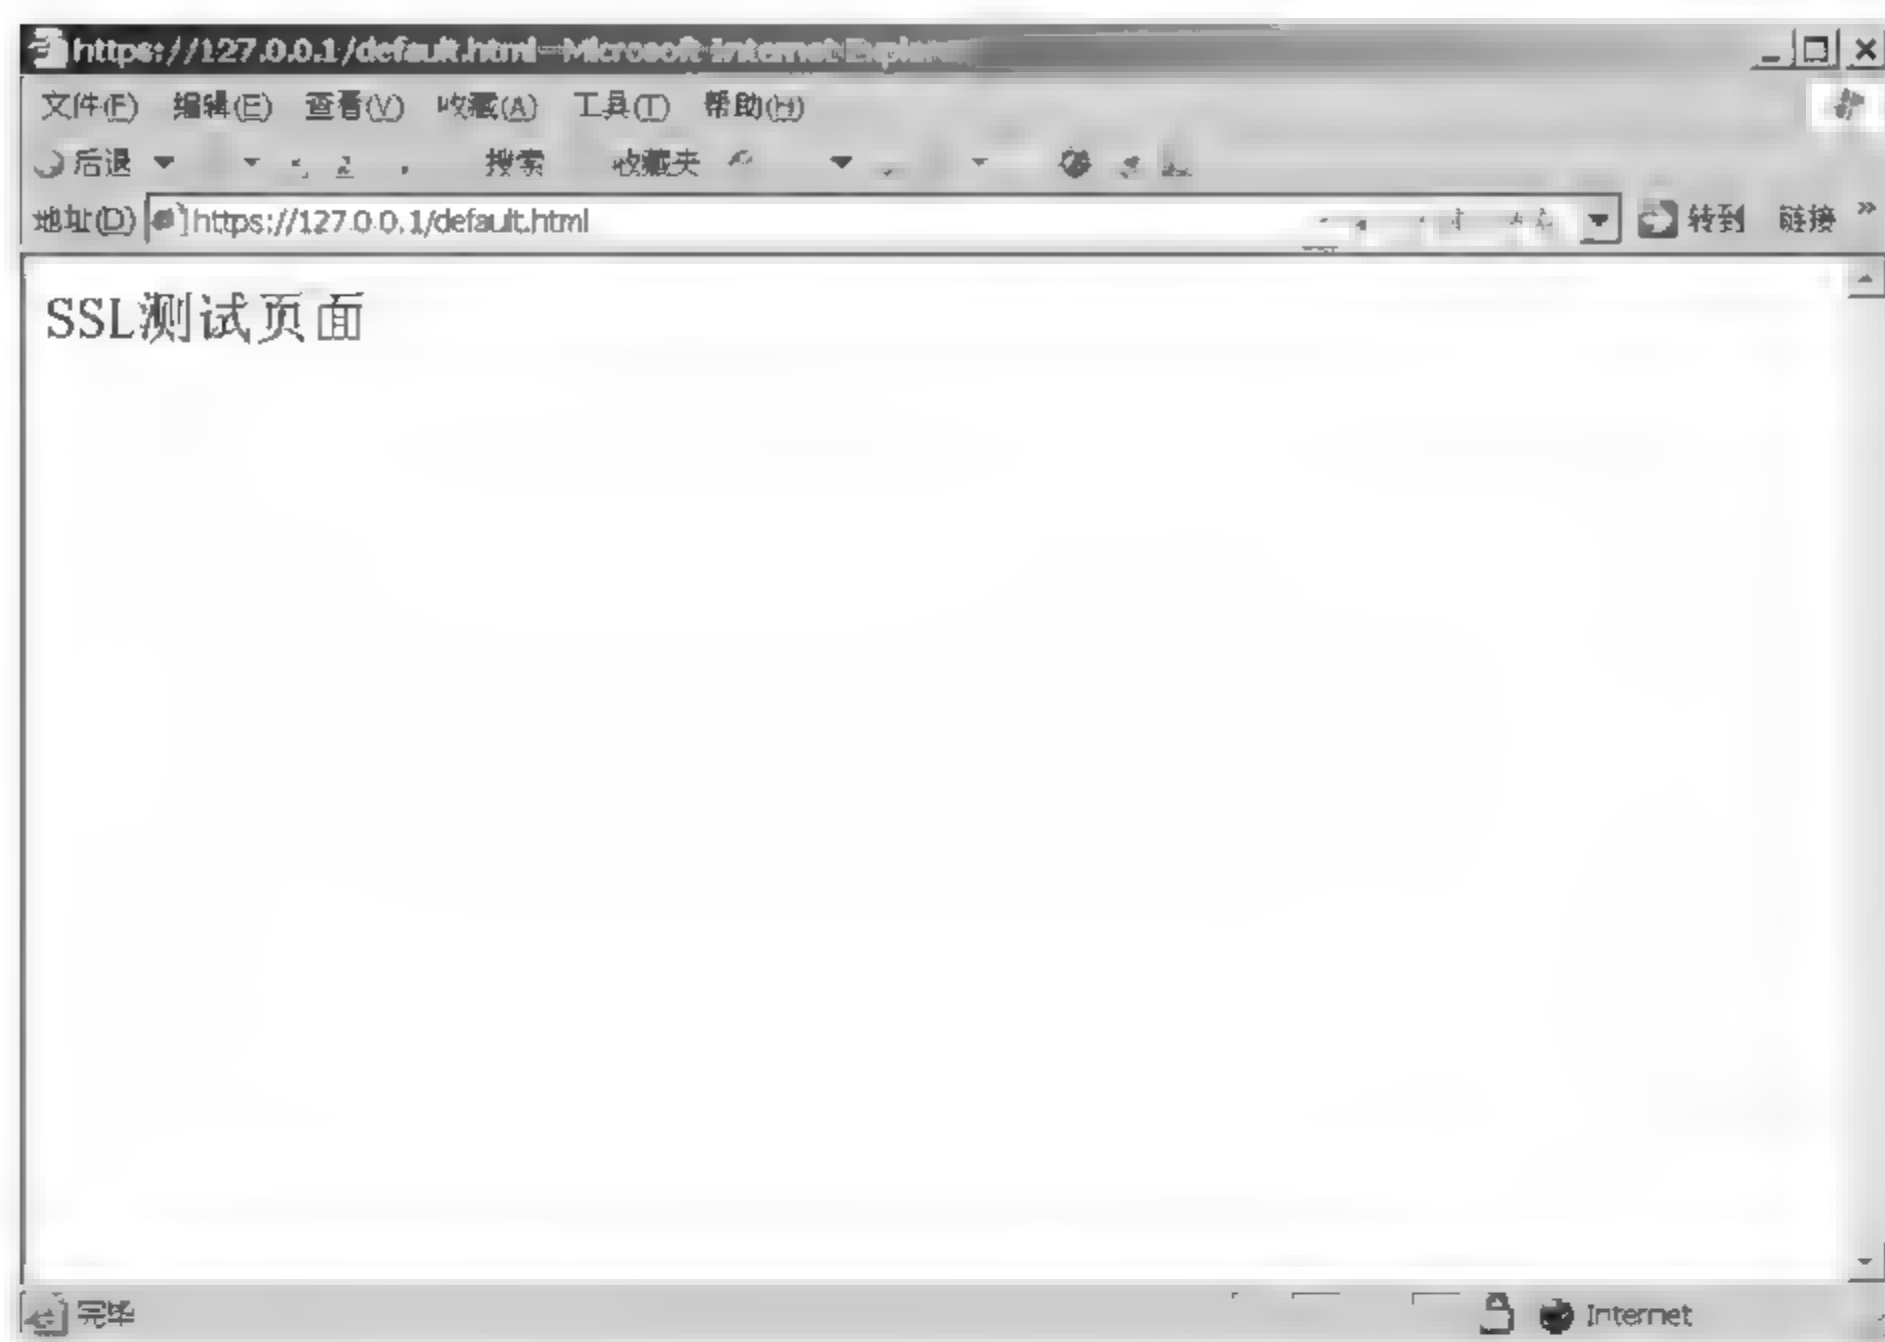 https://127.0.0.1/default.html - Microsoft Internet Explorer
文件(F) 编辑(E) 查看(V) 收藏(A) 工具(T) 帮助(H)
后退 搜索 收藏夹
地址(D) https://127.0.0.1/default.html 转到 链接 »
SSL测试页面
完毕 Internet